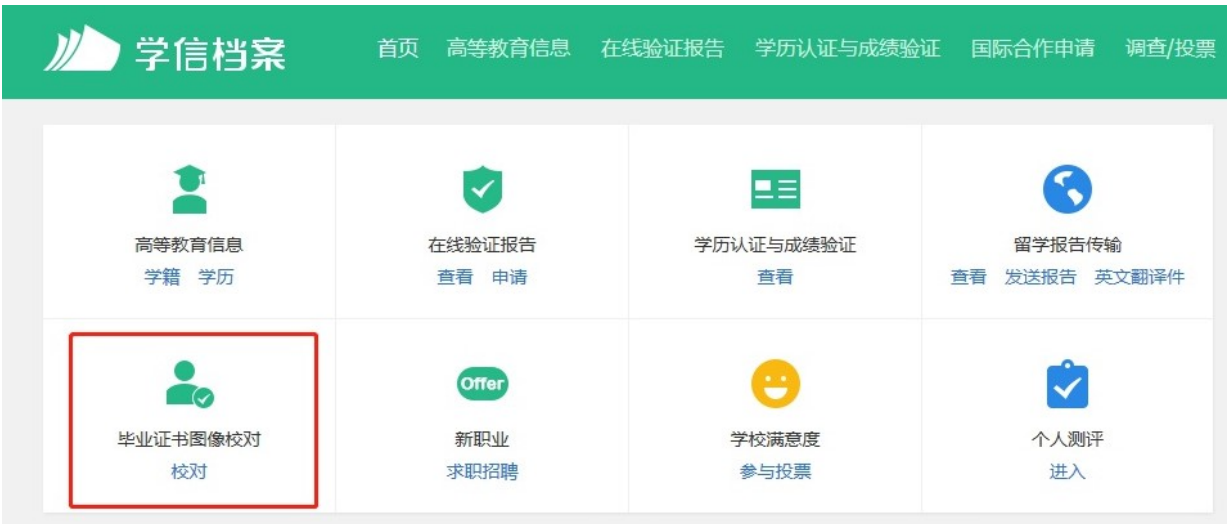 学信档案
首页 高等教育信息 在线验证报告 学历认证与成绩验证 国际合作申请 调查/投票
高等教育信息
学籍 学历
在线验证报告
查看 申请
学历认证与成绩验证
查看
留学报告传输
查看 发送报告 英文翻译件
毕业证书图像校对
校对
Offer
新职业
求职招聘
学校满意度
参与投票
个人测评
进入